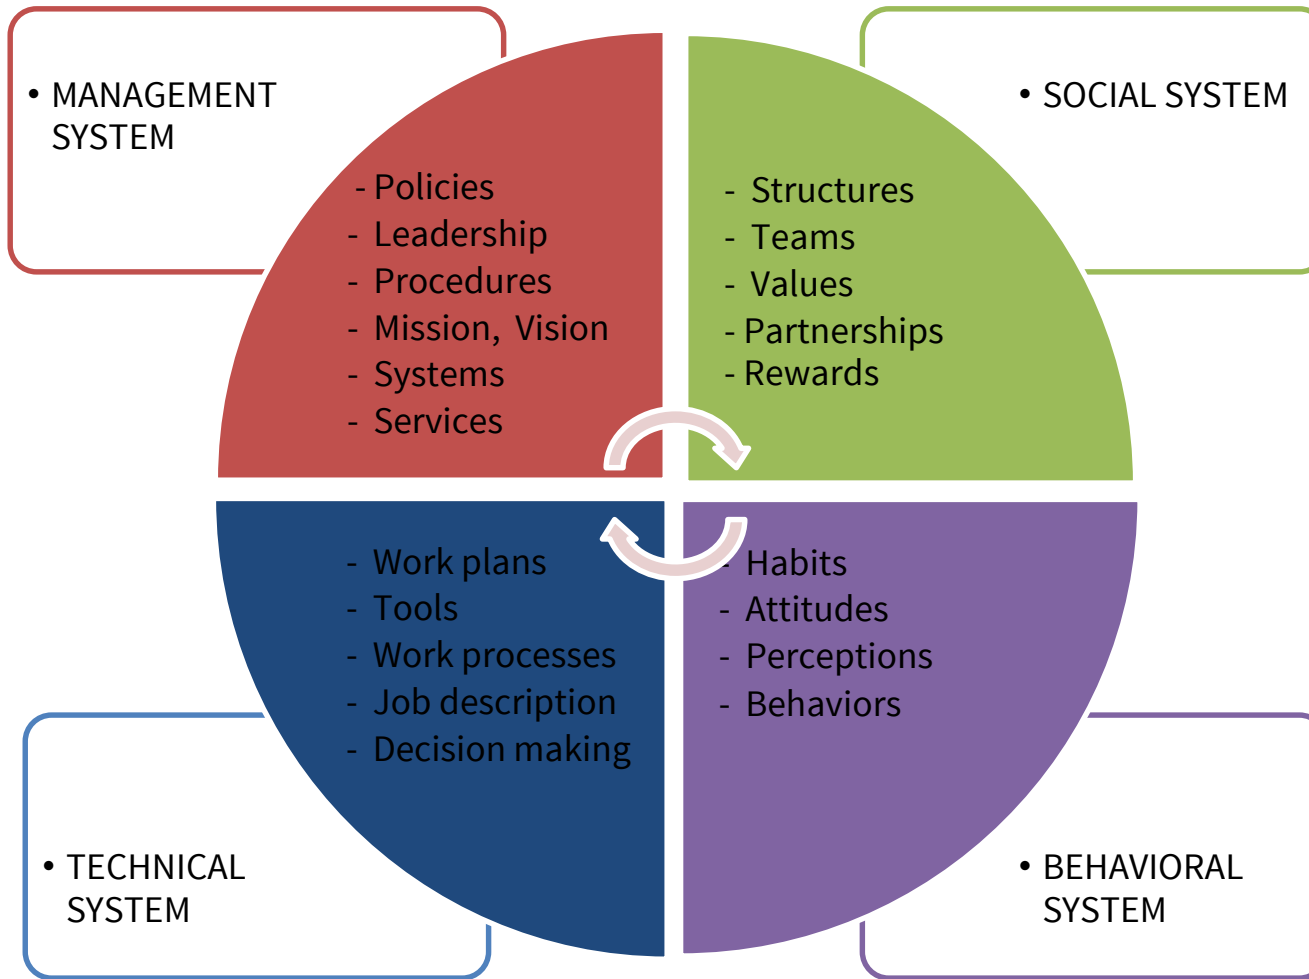 • MANAGEMENT
SYSTEM
- Policies
- Leadership
- Procedures
- Mission, Vision
- Systems
- Services
• SOCIAL SYSTEM
- Structures
- Teams
- Values
- Partnerships
- Rewards
- Work plans
- Tools
- Work processes
- Job description
- Decision making
• TECHNICAL
SYSTEM
- Habits
- Attitudes
- Perceptions
- Behaviors
• BEHAVIORAL
SYSTEM